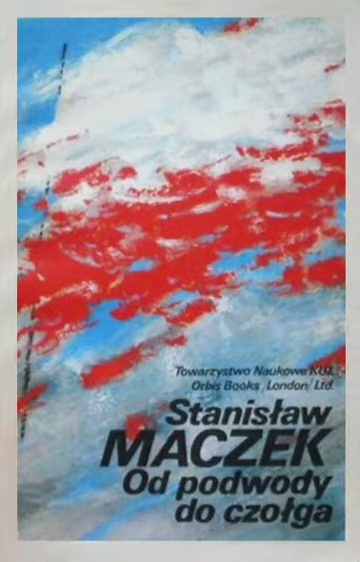 Towarzystwo Naukowe KUL
Orbis Books /London/ Ltd.
Stanisław
MACZEK
Od podwody
do czołga